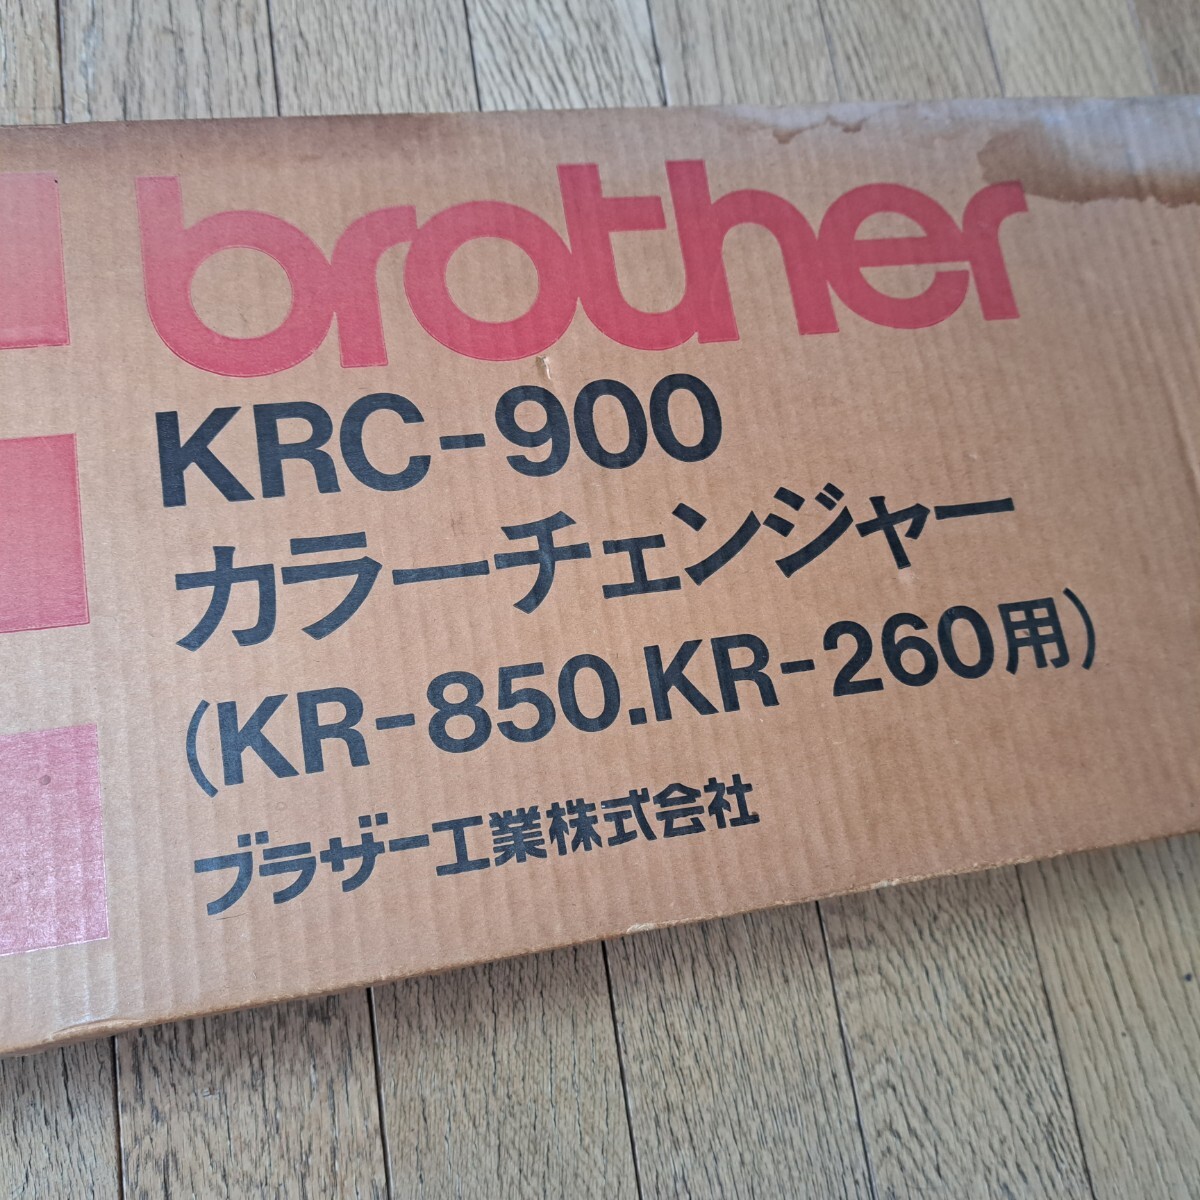 brother
KRC-900
カラーチェンジャー
(KR-850.KR-260用)
ブラザー工業株式会社